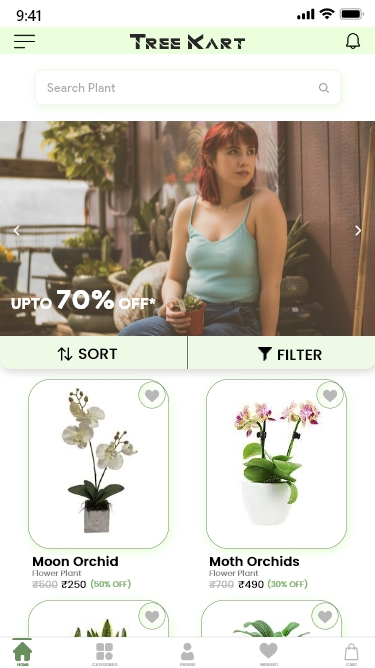 9:41
TREE KART
Search Plant
UPTO 70% OFF*
SORT
FILTER
Moon Orchid
Moth Orchids
Flower Plant
Flower Plant
₹500 ₹250 (50% OFF)
₹700 ₹490 (30% OFF)
HOME
CATEGORIES
PERSON
WISHLIST
CART